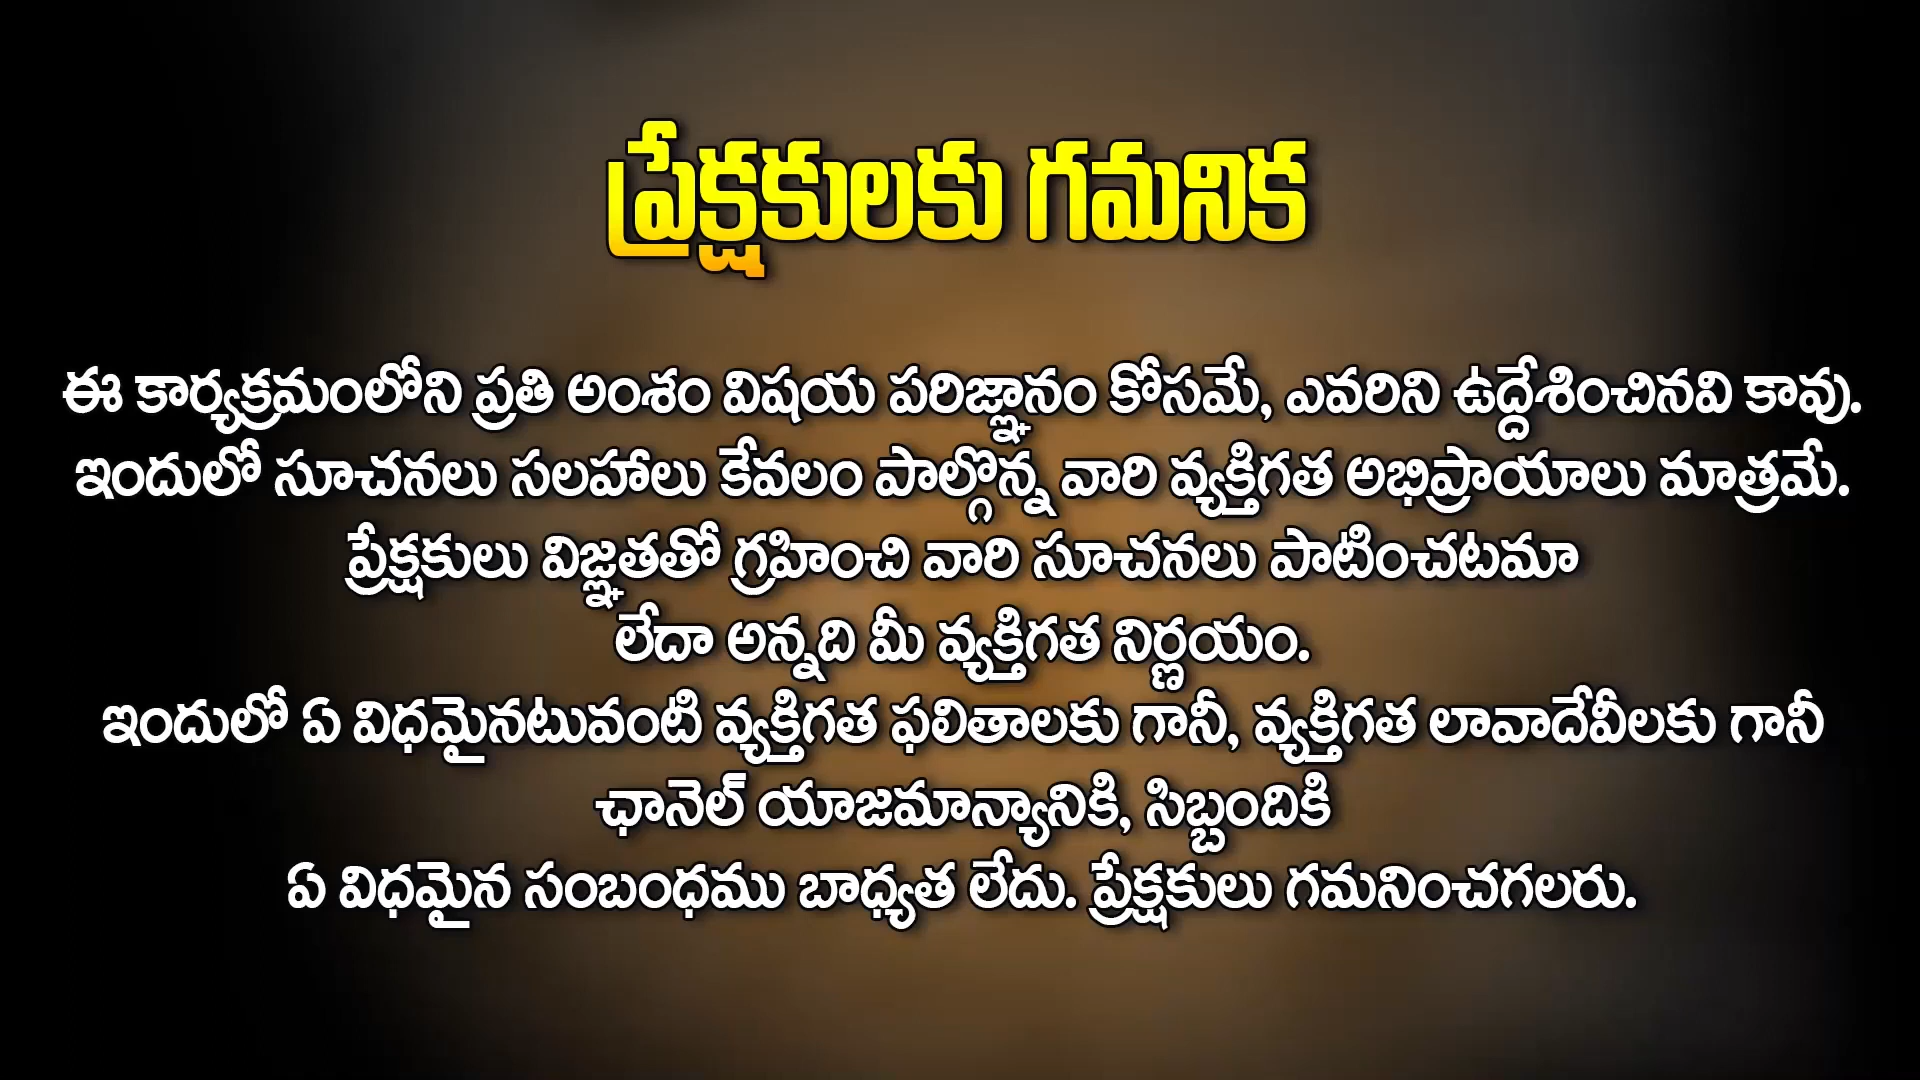 ప్రేక్షకులకు గమనిక
ఈ కార్యక్రమంలోని ప్రతి అంశం విషయ పరిజ్ఞానం కోసమే, ఎవరిని ఉద్దేశించినవి కావు.
ఇందులో సూచనలు సలహాలు కేవలం పాల్గొన్న వారి వ్యక్తిగత అభిప్రాయాలు మాత్రమే.
ప్రేక్షకులు విజ్ఞతతో గ్రహించి వారి సూచనలు పాటించటమా
లేదా అన్నది మీ వ్యక్తిగత నిర్ణయం.
ఇందులో ఏ విధమైనటువంటి వ్యక్తిగత ఫలితాలకు గానీ, వ్యక్తిగత లావాదేవీలకు గానీ
ఛానెల్ యాజమాన్యానికి, సిబ్బందికి
ఏ విధమైన సంబంధము బాధ్యత లేదు. ప్రేక్షకులు గమనించగలరు.